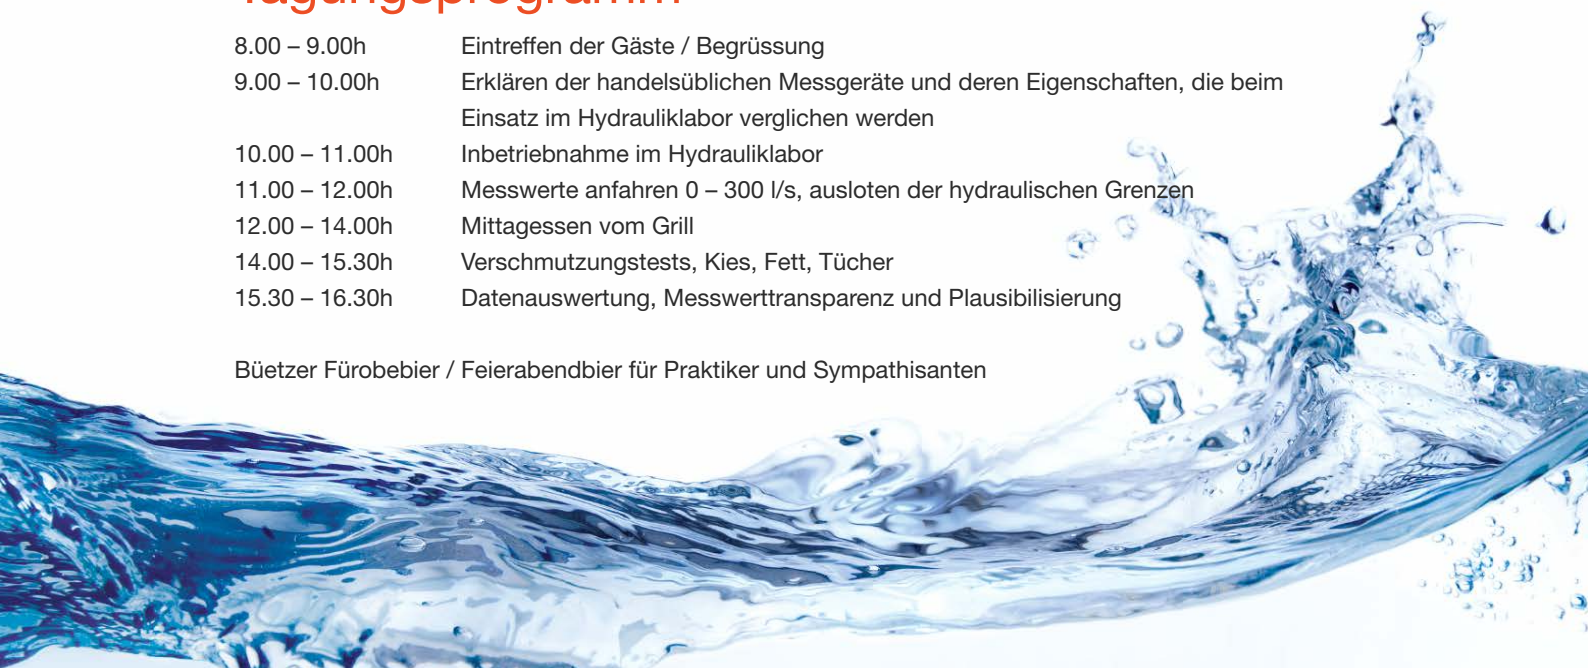 Tagungsprogramm
8.00 – 9.00h Eintreffen der Gäste / Begrüssung
9.00 – 10.00h Erklären der handelsüblichen Messgeräte und deren Eigenschaften, die beim
Einsatz im Hydrauliklabor verglichen werden
10.00 – 11.00h Inbetriebnahme im Hydrauliklabor
11.00 – 12.00h Messwerte anfahren 0 – 300 l/s, ausloten der hydraulischen Grenzen
12.00 – 14.00h Mittagessen vom Grill
14.00 – 15.30h Verschmutzungstests, Kies, Fett, Tücher
15.30 – 16.30h Datenauswertung, Messwerttransparenz und Plausibilisierung
Büetzer Fürobebier / Feierabendbier für Praktiker und Sympathisanten